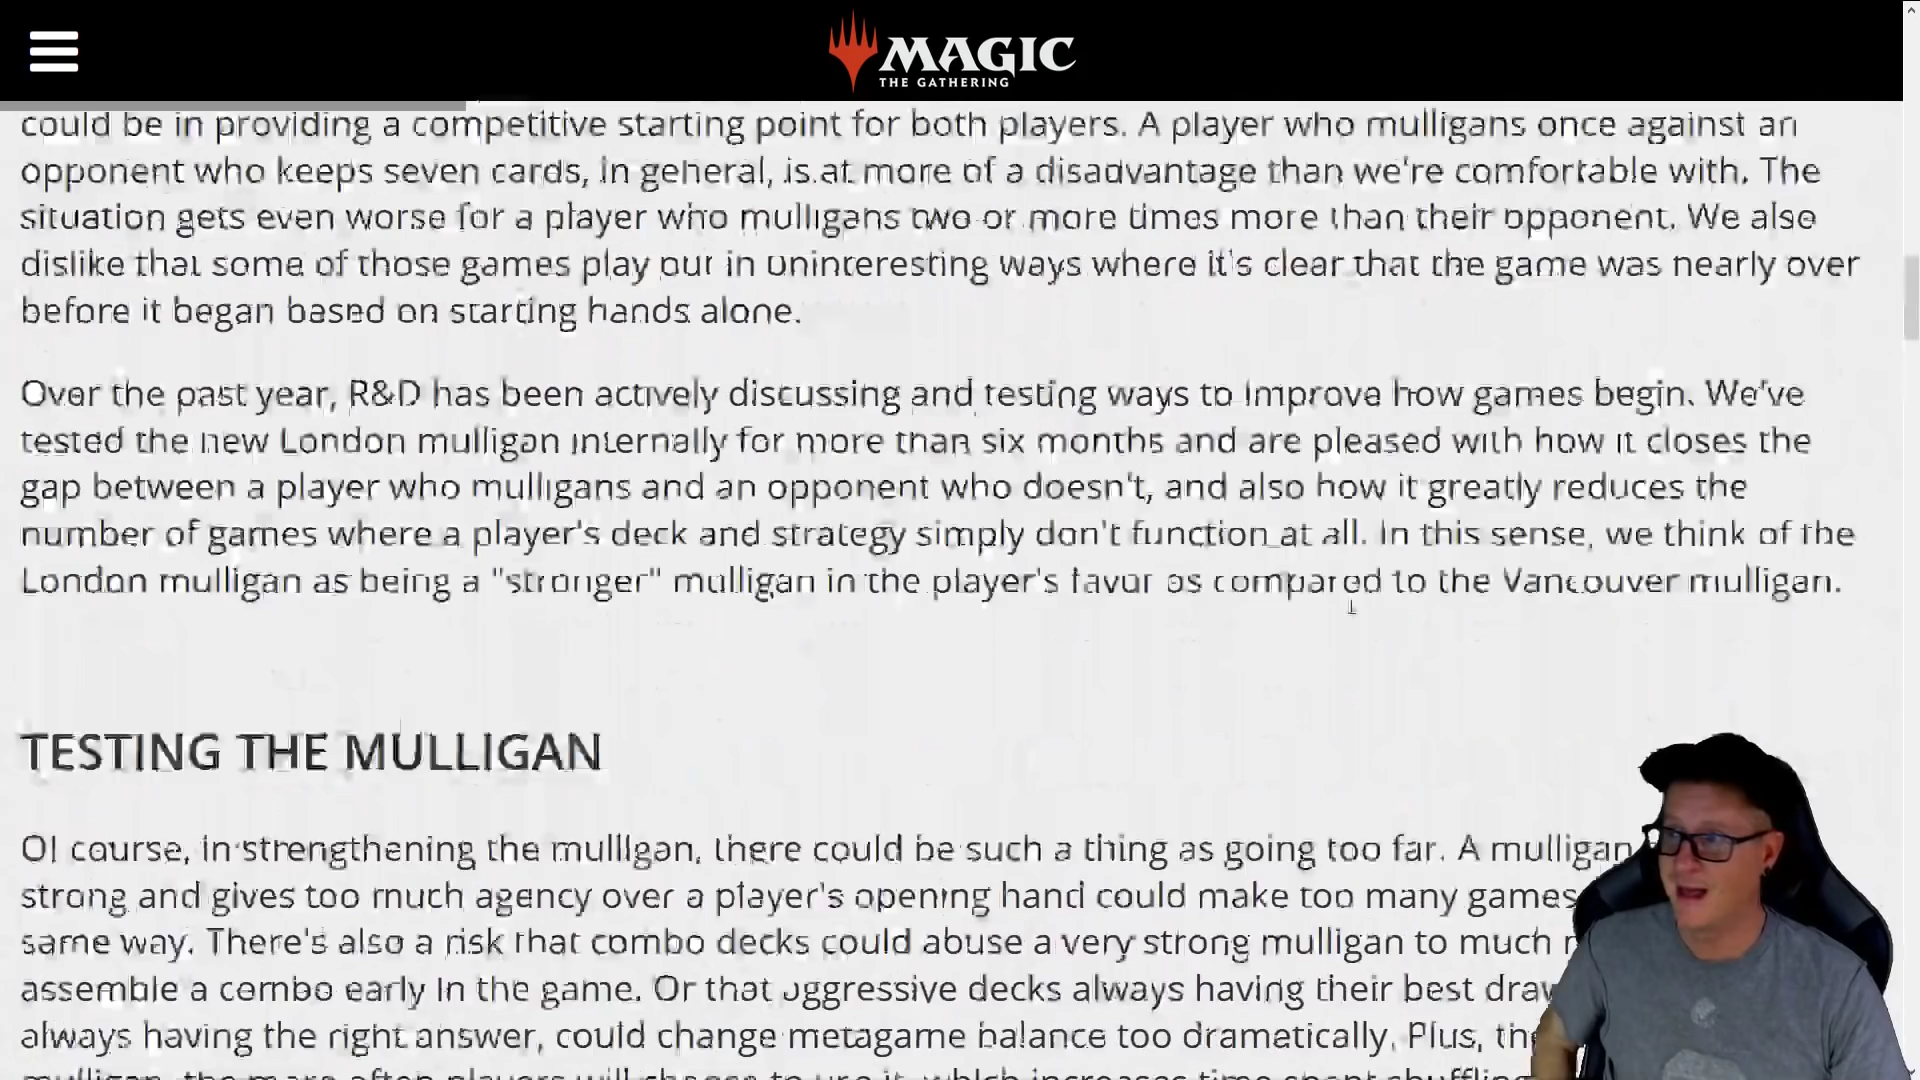 MAGIC
THE GATHERING
could be in providing a competitive starting point for both players. A player who mulligans once against an
opponent who keeps seven cards, in general, is at more of a disadvantage than we're comfortable with. The
situation gets even worse for a player who mulligans two or more times more than their opponent. We also
dislike that some of those games play out in uninteresting ways where it's clear that the game was nearly over
before it began based on starting hands alone.
Over the past year, R&D has been actively discussing and testing ways to improve how games begin. We've
tested the new London mulligan internally for more than six months and are pleased with how it closes the
gap between a player who mulligans and an opponent who doesn't, and also how it greatly reduces the
number of games where a player's deck and strategy simply don't function at all. In this sense, we think of the
London mulligan as being a "stronger" mulligan in the player's favor as compared to the Vancouver mulligan.
TESTING THE MULLIGAN
Of course, in strengthening the mulligan, there could be such a thing as going too far. A mulligan
strong and gives too much agency over a player's opening hand could make too many games
same way. There's also a risk that combo decks could abuse a very strong mulligan to much
assemble a combo early in the game. Or that aggressive decks always having their best
always having the right answer, could change metagame balance too dramatically. Plus,
mulligan, the more often players will choose to use it, which increases time spent